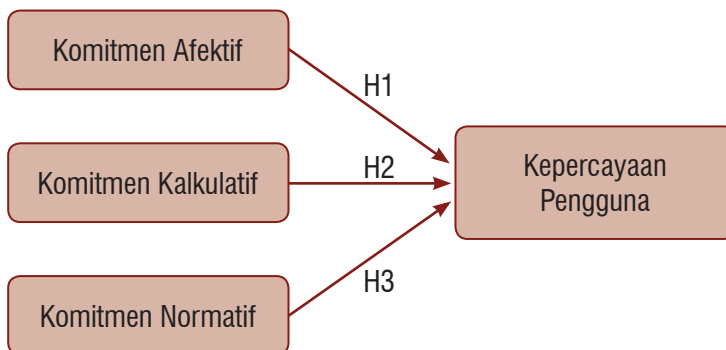 Komitmen Afektif
H1
Komitmen Kalkulatif
H2
Kepercayaan
Pengguna
H3
Komitmen Normatif